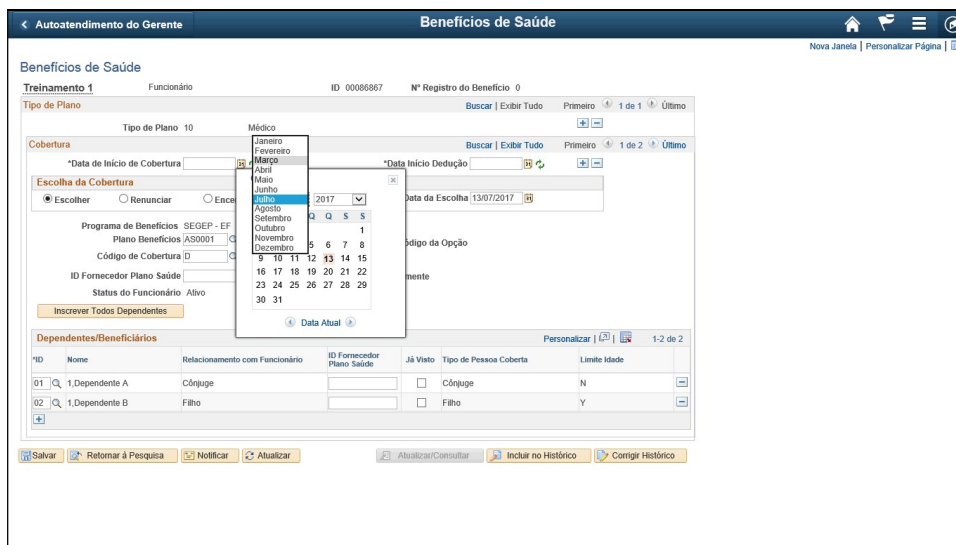 Autoatendimento do Gerente Benefícios de Saúde
Nova Janela | Personalizar Página |
Benefícios de Saúde
Treinamento 1 Funcionário ID 00086867 Nº Registro do Benefício 0
Tipo de Plano Buscar | Exibir Tudo Primeiro 1 de 1 Último
Tipo de Plano 10 Médico
Cobertura Buscar | Exibir Tudo Primeiro 1 de 2 Último
*Data de Início de Cobertura *Data Início Dedução
Janeiro
Fevereiro
Março
Abril
Maio
Junho
Julho
Agosto
Setembro
Outubro
Novembro
Dezembro
2017
Q Q S S
1
5 6 7 8
9 10 11 12 13 14 15
16 17 18 19 20 21 22
23 24 25 26 27 28 29
30 31
Data Atual
Escolha da Cobertura
Escolher Renunciar Data da Escolha 13/07/2017
Programa de Benefícios SEGEP - EF
Plano Benefícios AS0001
Código de Cobertura D
ID Fornecedor Plano Saúde
Status do Funcionário Ativo
Inscrever Todos Dependentes
Dependentes/Beneficiários Personalizar | 1-2 de 2
*ID Nome Relacionamento com Funcionário ID Fornecedor Plano Saúde Já Visto Tipo de Pessoa Coberta Limite Idade
01 1,Dependente A Cônjuge Cônjuge N
02 1,Dependente B Filho Filho Y
Salvar Retornar à Pesquisa Notificar Atualizar Atualizar/Consultar Incluir no Histórico Corrigir Histórico